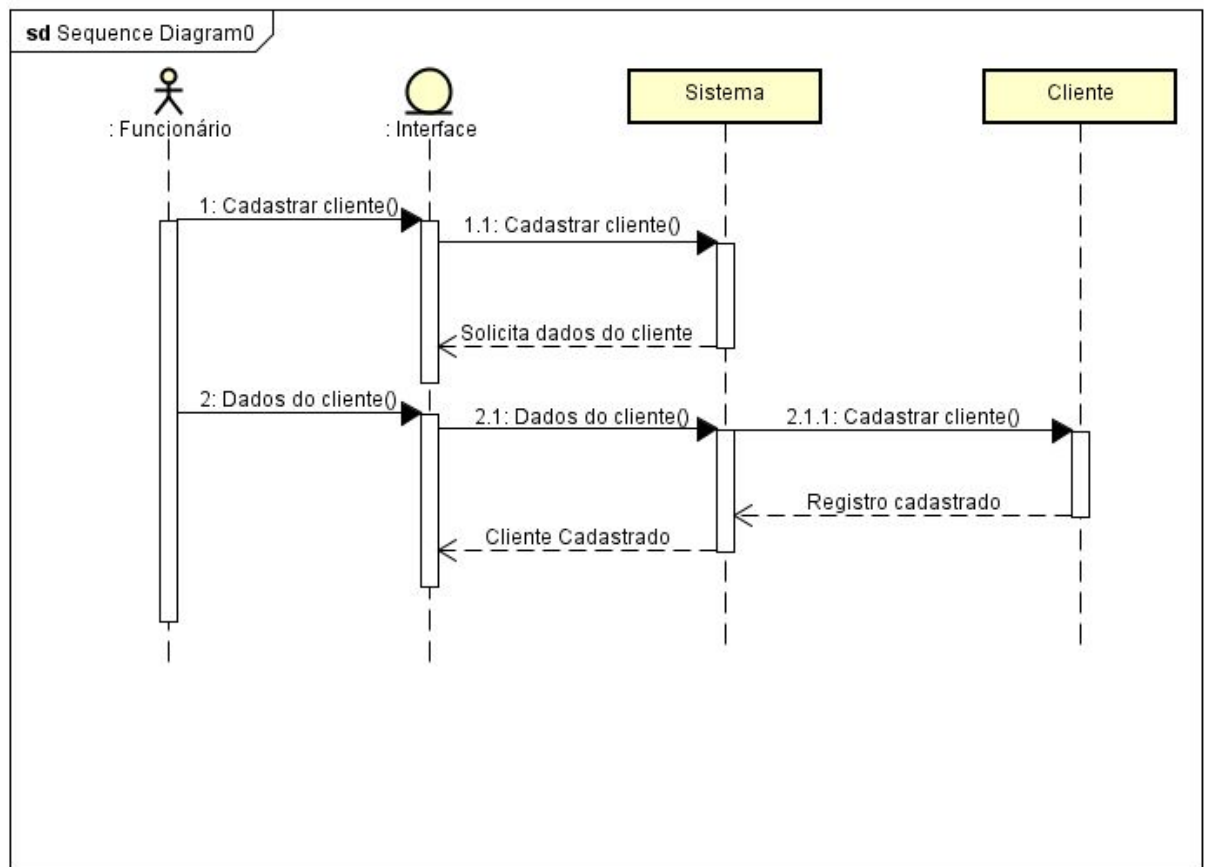 sd Sequence Diagram0
: Funcionário
: Interface
Sistema
Cliente
1: Cadastrar cliente()
1.1: Cadastrar cliente()
Solicita dados do cliente
2: Dados do cliente()
2.1: Dados do cliente()
2.1.1: Cadastrar cliente()
Registro cadastrado
Cliente Cadastrado